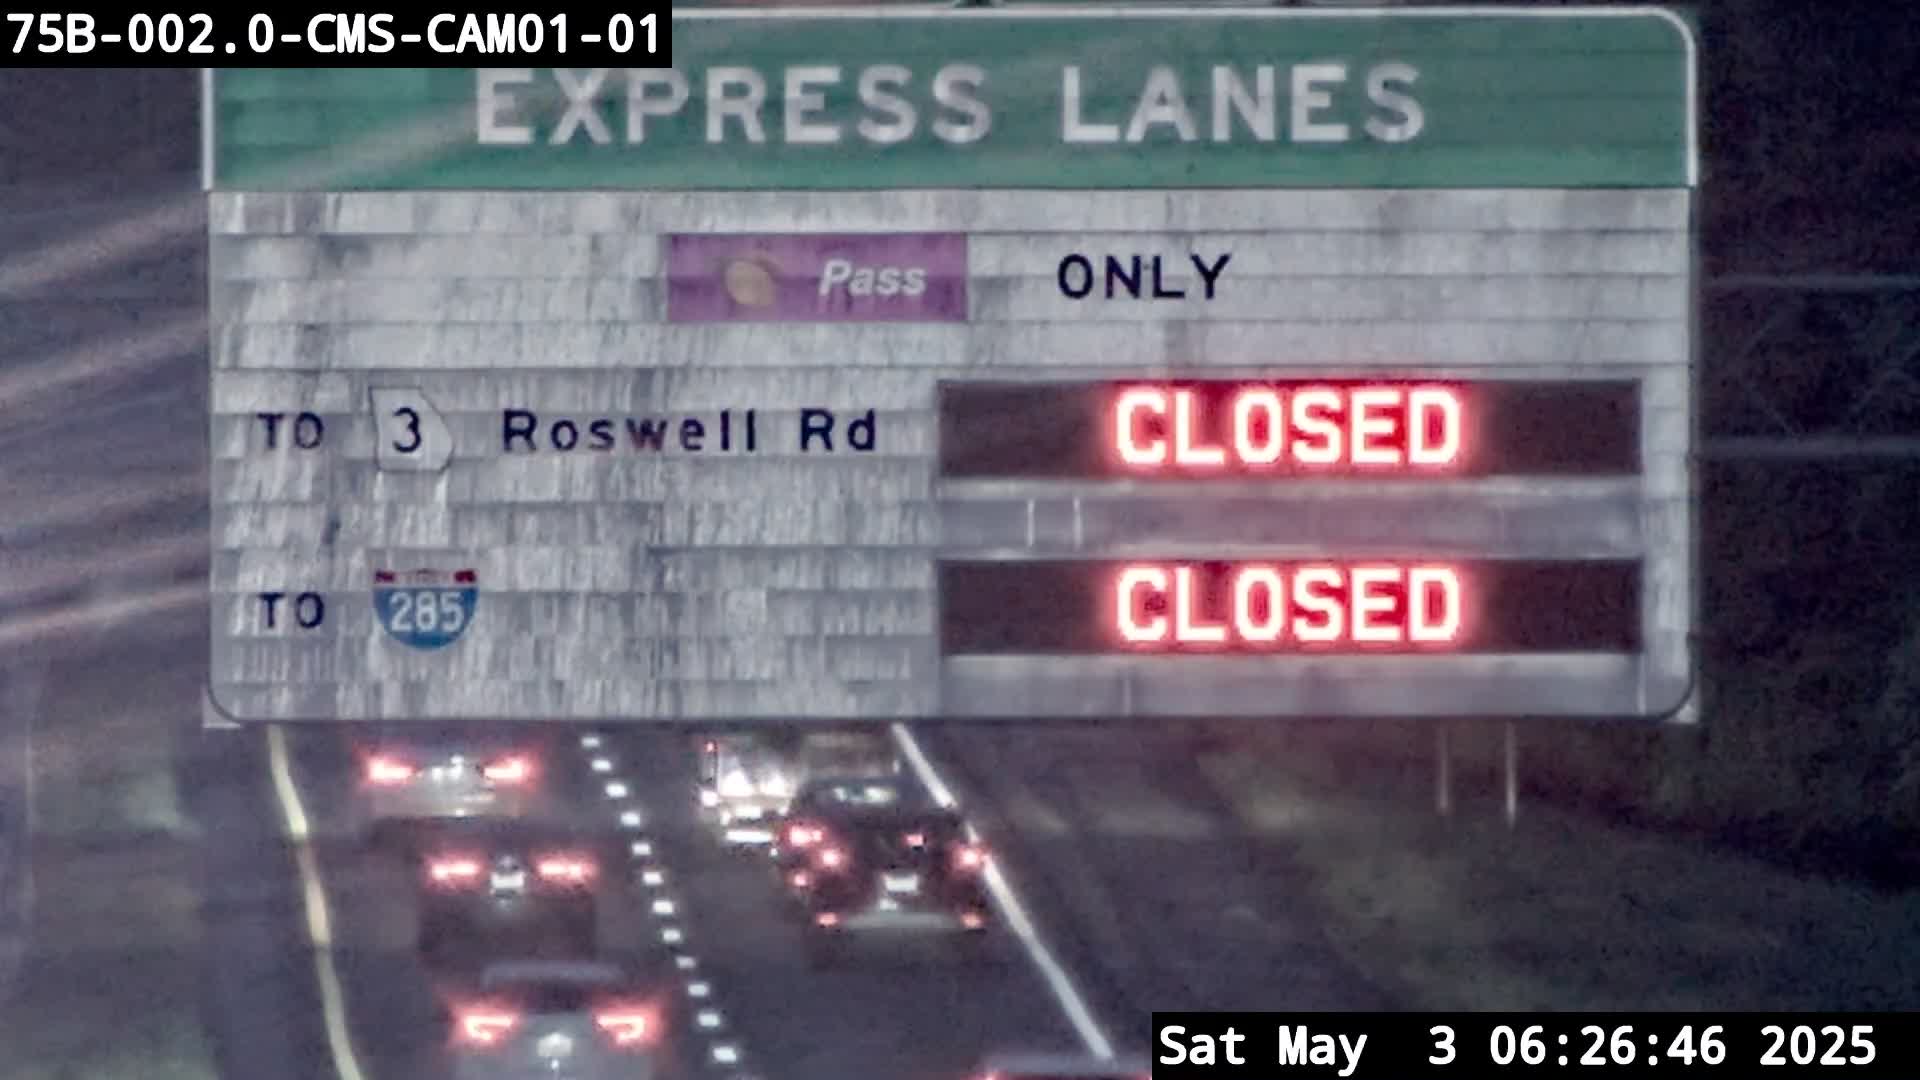 75B-002.0-CMS-CAM01-01
EXPRESS LANES
Pass ONLY
TO 3 Roswell Rd CLOSED
TO 285 CLOSED
Sat May 3 06:26:46 2025